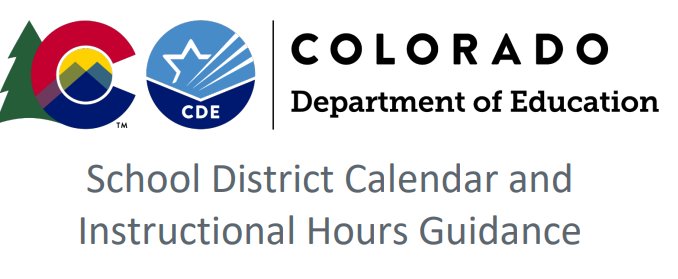 COLORADO
Department of Education
CDE
TM
School District Calendar and
Instructional Hours Guidance